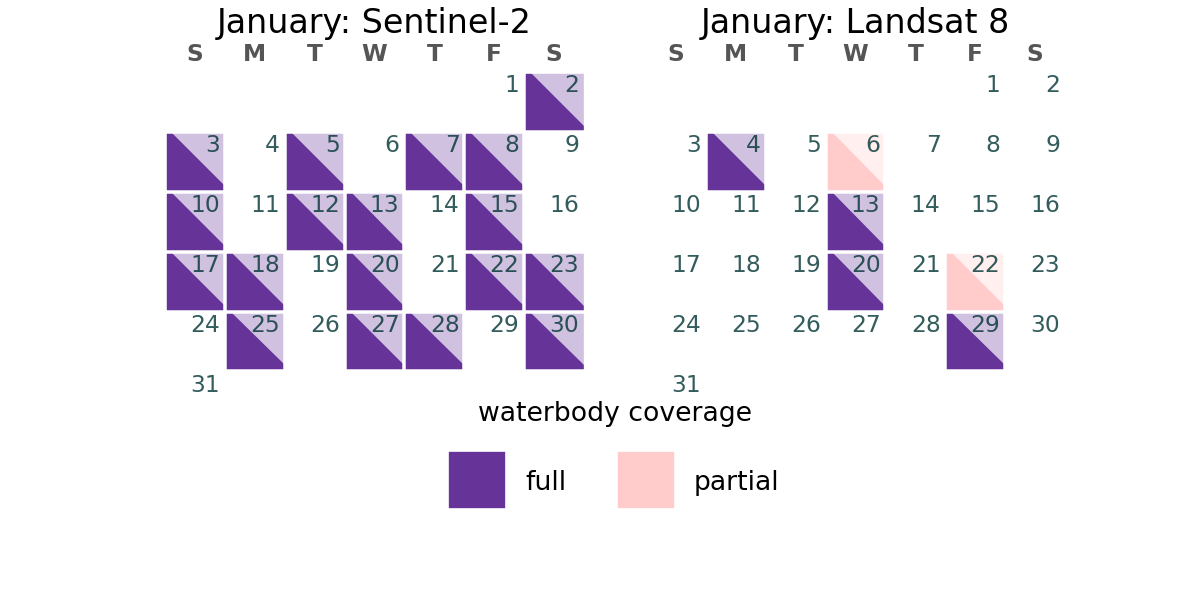 January: Sentinel-2
S M T W T F S
1 2
3 4 5 6 7 8 9
10 11 12 13 14 15 16
17 18 19 20 21 22 23
24 25 26 27 28 29 30
31
January: Landsat 8
S M T W T F S
1 2
3 4 5 6 7 8 9
10 11 12 13 14 15 16
17 18 19 20 21 22 23
24 25 26 27 28 29 30
31
waterbody coverage
full partial